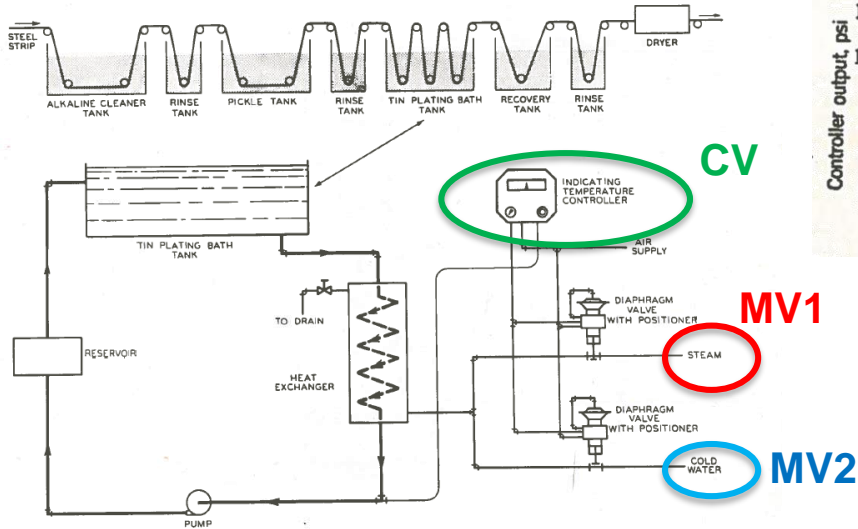 STEEL
STRIP
DRYER
ALKALINE CLEANER
TANK
RINSE
TANK
PICKLE TANK
RINSE
TANK
TIN PLATING BATH
TANK
RECOVERY
TANK
RINSE
TANK
Controller output, psi
CV
INDICATING
TEMPERATURE
CONTROLLER
AIR
SUPPLY
TIN PLATING BATH
TANK
TO DRAIN
DIAPHRAGM
VALVE
WITH POSITIONER
MV1
STEAM
RESERVOIR
HEAT
EXCHANGER
DIAPHRAGM
VALVE
WITH POSITIONER
COLD
WATER
MV2
PUMP